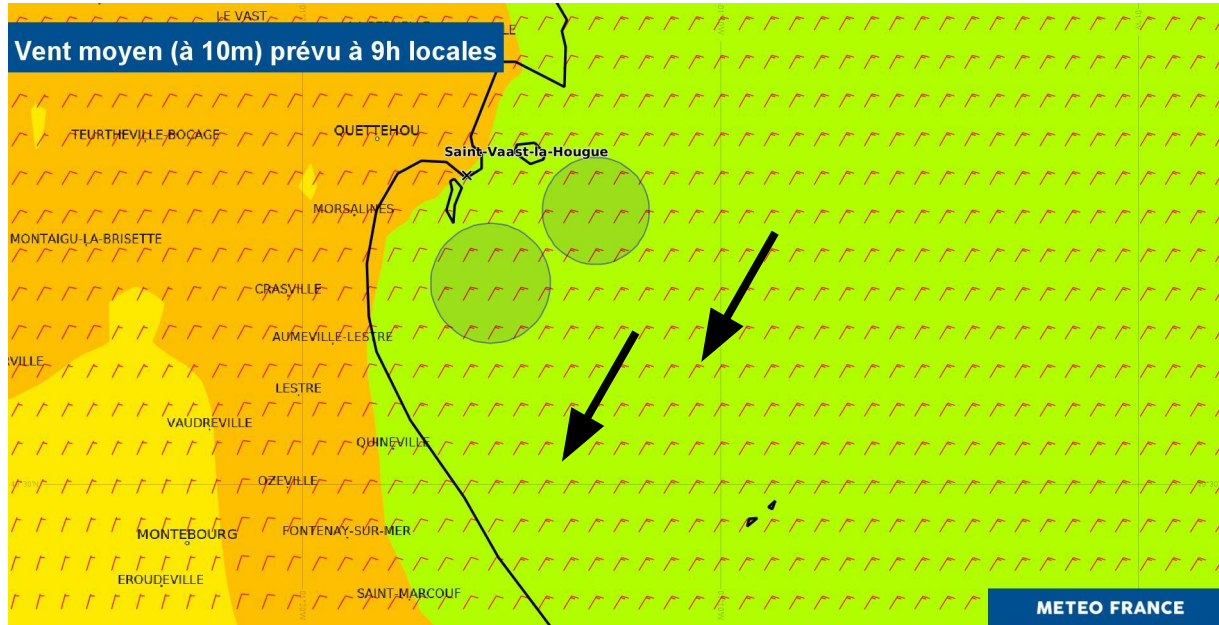 LE VAST
Vent moyen (à 10m) prévu à 9h locales
TEURTHEVILLE-BOCAGE
QUETTEHOU
Saint-Vaast-la-Hougue
MORSALINES
MONTAIGU-LA-BRISETTE
CRASVILLE
AUMEVILLE-LESTRE
LESTRE
VAUDREVILLE
QUINEVILLE
OZEVILLE
MONTEBOURG
FONTENAY-SUR-MER
EROUDEVILLE
SAINT-MARCOUF
METEO FRANCE